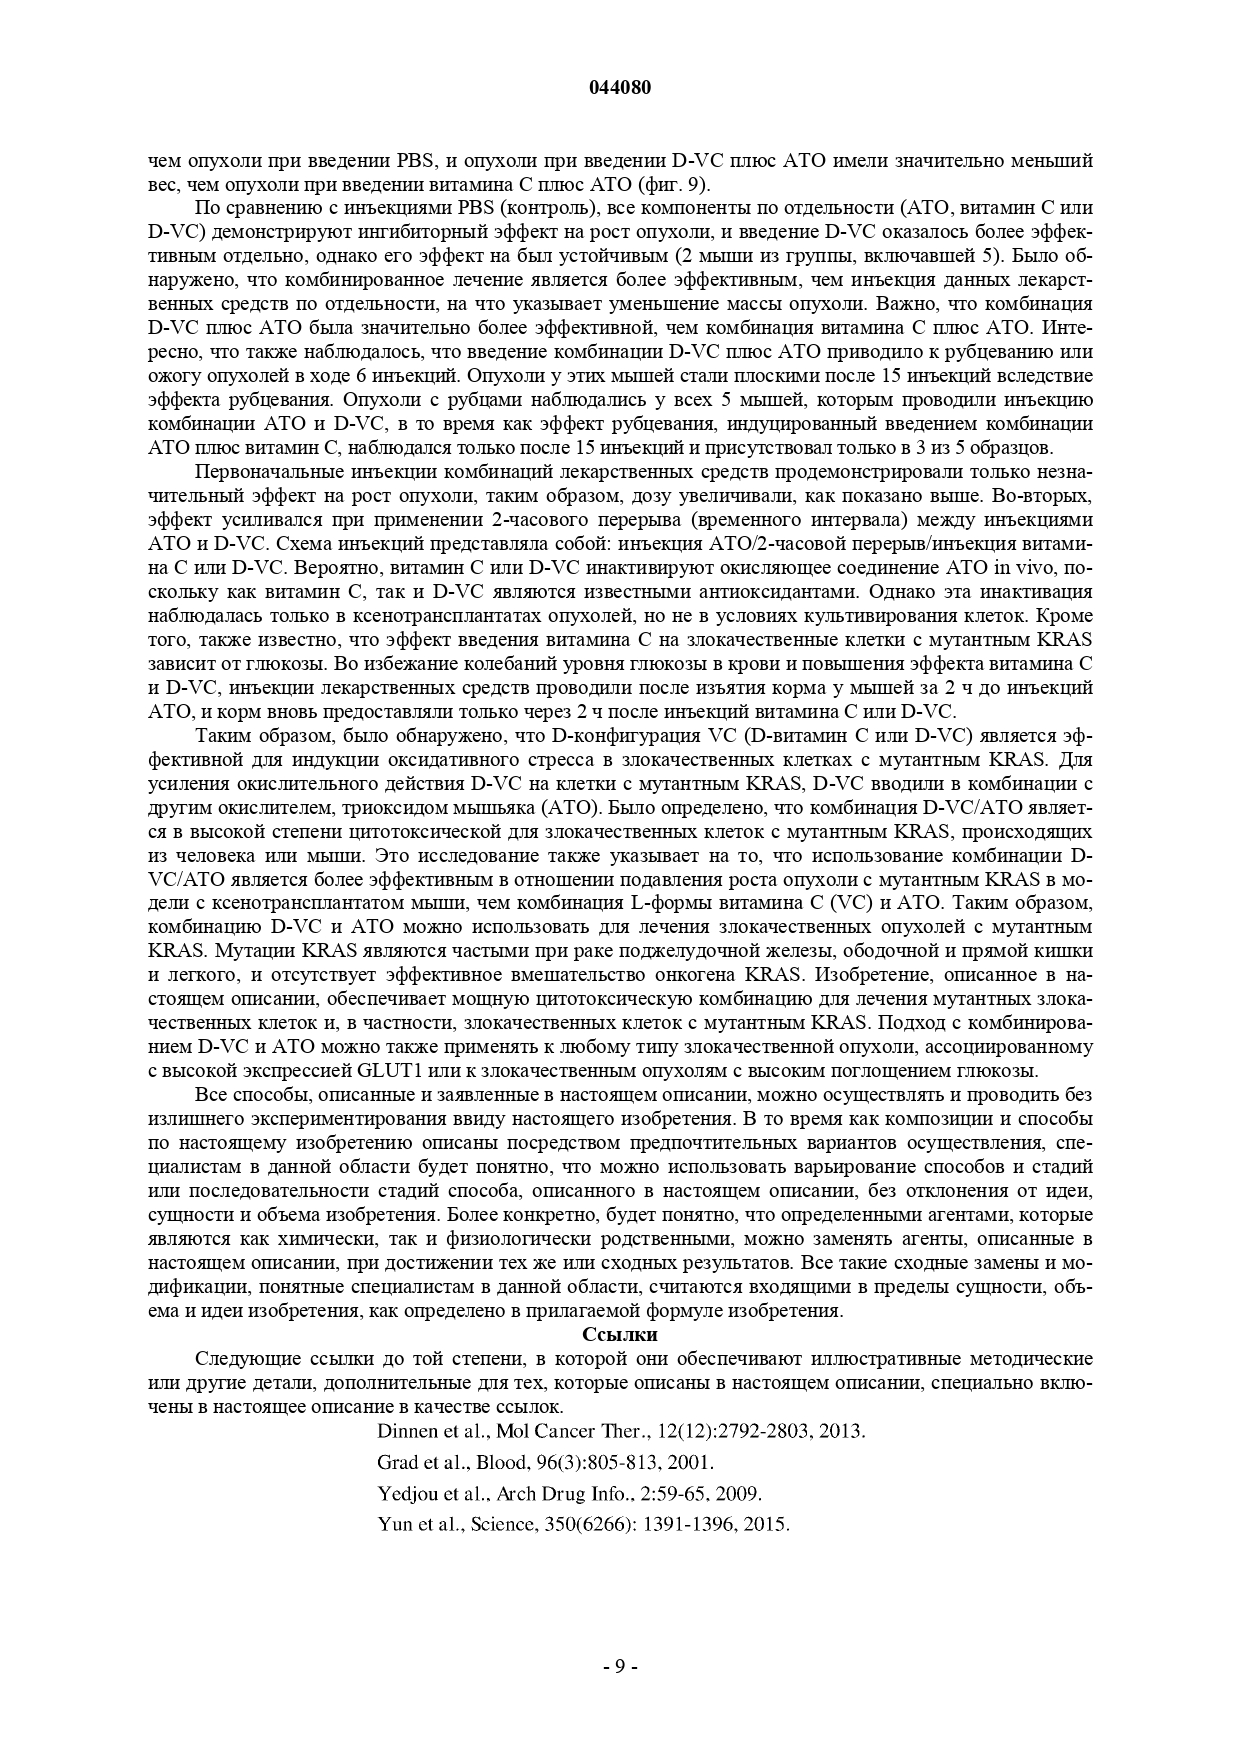 044080
чем опухоли при введении PBS, и опухоли при введении D-VC плюс АТО имели значительно меньший
вес, чем опухоли при введении витамина С плюс АТО (фиг. 9).
По сравнению с инъекциями PBS (контроль), все компоненты по отдельности (АТО, витамин С или
D-VC) демонстрируют ингибиторный эффект на рост опухоли, и введение D-VC оказалось более эффек-
тивным отдельно, однако его эффект на был устойчивым (2 мыши из группы, включавшей 5). Было об-
наружено, что комбинированное лечение является более эффективным, чем инъекция данных лекарст-
венных средств по отдельности, на что указывает уменьшение массы опухоли. Важно, что комбинация
D-VC плюс АТО была значительно более эффективной, чем комбинация витамина С плюс АТО. Инте-
ресно, что также наблюдалось, что введение комбинации D-VC плюс АТО приводило к рубцеванию или
ожогу опухолей в ходе 6 инъекций. Опухоли у этих мышей стали плоскими после 15 инъекций вследствие
эффекта рубцевания. Опухоли с рубцами наблюдались у всех 5 мышей, которым проводили инъекцию
комбинации АТО и D-VC, в то время как эффект рубцевания, индуцированный введением комбинации
АТО плюс витамин С, наблюдался только после 15 инъекций и присутствовал только в 3 из 5 образцов.
Первоначальные инъекции комбинаций лекарственных средств продемонстрировали только незна-
чительный эффект на рост опухоли, таким образом, дозу увеличивали, как показано выше. Во-вторых,
эффект усиливался при применении 2-часового перерыва (временного интервала) между инъекциями
АТО и D-VC. Схема инъекций представляла собой: инъекция АТО/2-часовой перерыв/инъекция витами-
на С или D-VC. Вероятно, витамин С или D-VC инактивируют окисляющее соединение АТО in vivo, по-
скольку как витамин С, так и D-VC являются известными антиоксидантами. Однако эта инактивация
наблюдалась только в ксенотрансплантатах опухолей, но не в условиях культивирования клеток. Кроме
того, также известно, что эффект введения витамина С на злокачественные клетки с мутантным KRAS
зависит от глюкозы. Во избежание колебаний уровня глюкозы в крови и повышения эффекта витамина С
и D-VC, инъекции лекарственных средств проводили после изъятия корма у мышей за 2 ч до инъекций
АТО, и корм вновь предоставляли только через 2 ч после инъекций витамина С или D-VC.
Таким образом, было обнаружено, что D-конфигурация VC (D-витамин С или D-VC) является эф-
фективной для индукции оксидативного стресса в злокачественных клетках с мутантным KRAS. Для
усиления окислительного действия D-VC на клетки с мутантным KRAS, D-VC вводили в комбинации с
другим окислителем, триоксидом мышьяка (АТО). Было определено, что комбинация D-VC/АТО являет-
ся в высокой степени цитотоксической для злокачественных клеток с мутантным KRAS, происходящих
из человека или мыши. Это исследование также указывает на то, что использование комбинации D-
VC/АТО является более эффективным в отношении подавления роста опухоли с мутантным KRAS в мо-
дели с ксенотрансплантатом мыши, чем комбинация L-формы витамина С (VC) и АТО. Таким образом,
комбинацию D-VC и АТО можно использовать для лечения злокачественных опухолей с мутантным
KRAS. Мутации KRAS являются частыми при раке поджелудочной железы, ободочной и прямой кишки
и легкого, и отсутствует эффективное вмешательство онкогена KRAS. Изобретение, описанное в на-
стоящем описании, обеспечивает мощную цитотоксическую комбинацию для лечения мутантных злока-
чественных клеток и, в частности, злокачественных клеток с мутантным KRAS. Подход с комбинирова-
нием D-VC и АТО можно также применять к любому типу злокачественной опухоли, ассоциированному
с высокой экспрессией GLUT1 или к злокачественным опухолям с высоким поглощением глюкозы.
Все способы, описанные и заявленные в настоящем описании, можно осуществлять и проводить без
излишнего экспериментирования ввиду настоящего изобретения. В то время как композиции и способы
по настоящему изобретению описаны посредством предпочтительных вариантов осуществления, спе-
циалистам в данной области будет понятно, что можно использовать варьирование способов и стадий
или последовательности стадий способа, описанного в настоящем описании, без отклонения от идеи,
сущности и объема изобретения. Более конкретно, будет понятно, что определенными агентами, которые
являются как химически, так и физиологически родственными, можно заменять агенты, описанные в
настоящем описании, при достижении тех же или сходных результатов. Все такие сходные замены и мо-
дификации, понятные специалистам в данной области, считаются входящими в пределы сущности, объ-
ема и идеи изобретения, как определено в прилагаемой формуле изобретения.
Ссылки
Следующие ссылки до той степени, в которой они обеспечивают иллюстративные методические
или другие детали, дополнительные для тех, которые описаны в настоящем описании, специально вклю-
чены в настоящее описание в качестве ссылок.
Dinnen et al., Mol Cancer Ther., 12(12):2792-2803, 2013.
Grad et al., Blood, 96(3):805-813, 2001.
Yedjou et al., Arch Drug Info., 2:59-65, 2009.
Yun et al., Science, 350(6266): 1391-1396, 2015.
- 9 -